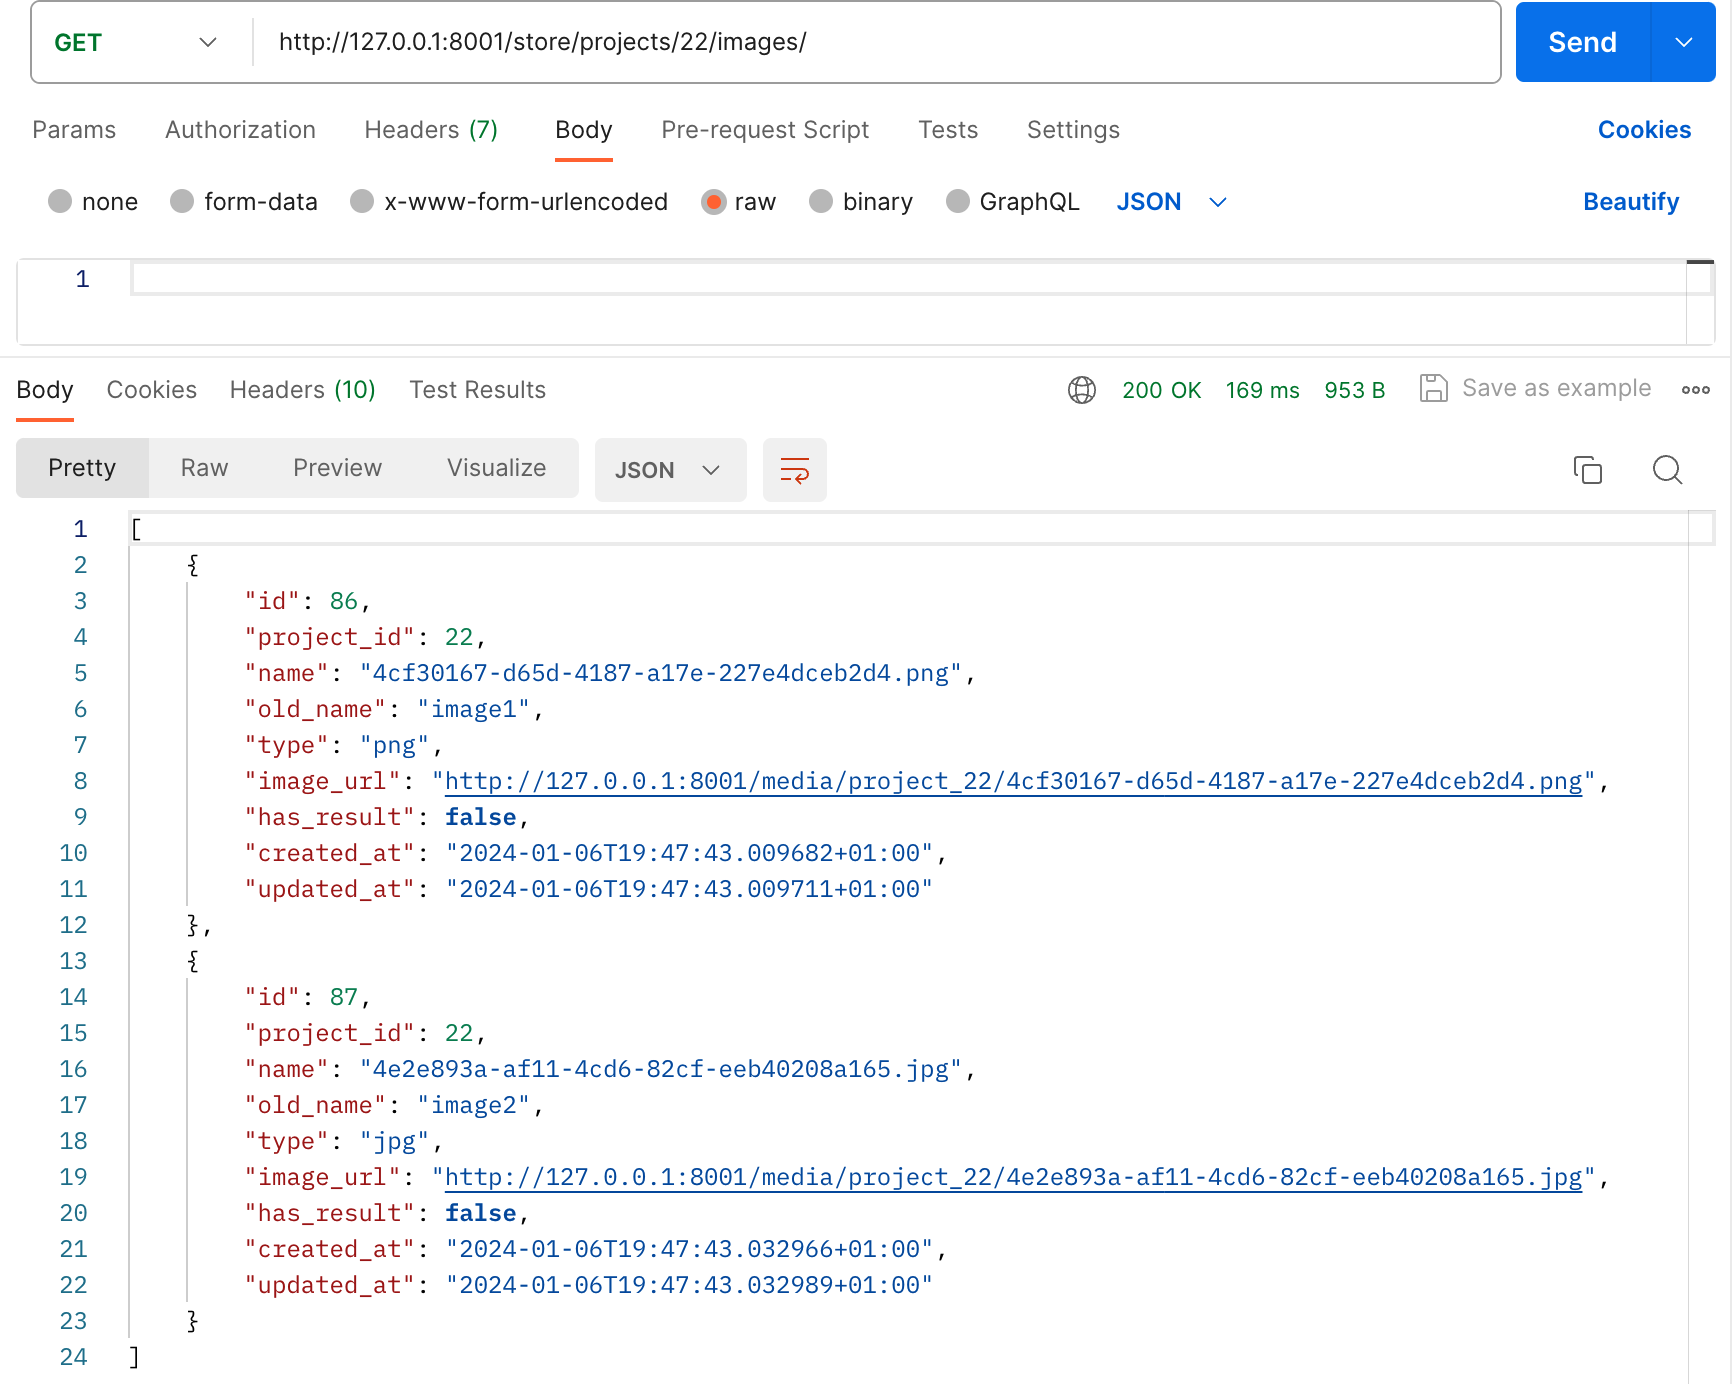 GET http://127.0.0.1:8001/store/projects/22/images/ Send
Params Authorization Headers (7) Body Pre-request Script Tests Settings Cookies
none form-data x-www-form-urlencoded raw binary GraphQL JSON Beautify
1
Body Cookies Headers (10) Test Results 200 OK 169 ms 953 B Save as example
Pretty Raw Preview Visualize JSON
1 [
2 {
3 "id": 86,
4 "project_id": 22,
5 "name": "4cf30167-d65d-4187-a17e-227e4dceb2d4.png",
6 "old_name": "image1",
7 "type": "png",
8 "image_url": "http://127.0.0.1:8001/media/project_22/4cf30167-d65d-4187-a17e-227e4dceb2d4.png",
9 "has_result": false,
10 "created_at": "2024-01-06T19:47:43.009682+01:00",
11 "updated_at": "2024-01-06T19:47:43.009711+01:00"
12 },
13 {
14 "id": 87,
15 "project_id": 22,
16 "name": "4e2e893a-af11-4cd6-82cf-eeb40208a165.jpg",
17 "old_name": "image2",
18 "type": "jpg",
19 "image_url": "http://127.0.0.1:8001/media/project_22/4e2e893a-af11-4cd6-82cf-eeb40208a165.jpg",
20 "has_result": false,
21 "created_at": "2024-01-06T19:47:43.032966+01:00",
22 "updated_at": "2024-01-06T19:47:43.032989+01:00"
23 }
24 ]